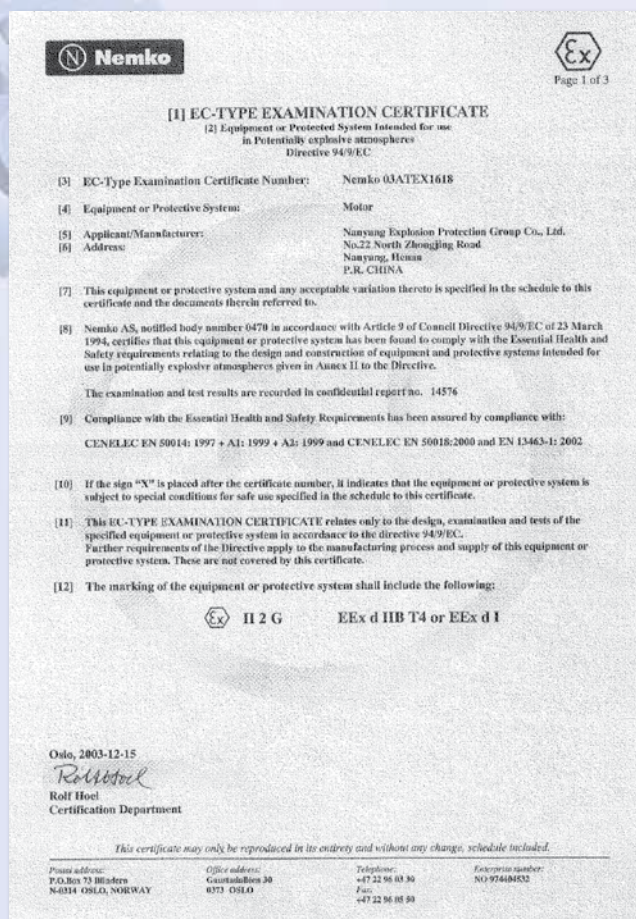 Nemko
Ex
Page 1 of 3
[1] EC-TYPE EXAMINATION CERTIFICATE
[2] Equipment or Protected System Intended for use
in Potentially explosive atmospheres
Directive 94/9/EC
[3] EC-Type Examination Certificate Number: Nemko 03ATEX1618
[4] Equipment or Protective System: Motor
[5] Applicant/Manufacturer: Nanyang Explosion Protection Group Co., Ltd.
[6] Address: No.22 North Zhongjing Road
Nanyang, Henan
P.R. CHINA
[7] This equipment or protective system and any acceptable variation thereto is specified in the schedule to this
certificate and the documents therein referred to.
[8] Nemko AS, notified body number 0470 in accordance with Article 9 of Council Directive 94/9/EC of 23 March
1994, certifies that this equipment or protective system has been found to comply with the Essential Health and
Safety requirements relating to the design and construction of equipment and protective systems intended for
use in potentially explosive atmospheres given in Annex II to the Directive.
The examination and test results are recorded in confidential report no. 14576
[9] Compliance with the Essential Health and Safety Requirements has been assured by compliance with:
CENELEC EN 50014: 1997 + A1: 1999 + A2: 1999 and CENELEC EN 50018:2000 and EN 13463-1: 2002
[10] If the sign "X" is placed after the certificate number, it indicates that the equipment or protective system is
subject to special conditions for safe use specified in the schedule to this certificate.
[11] This EC-TYPE EXAMINATION CERTIFICATE relates only to the design, examination and tests of the
specified equipment or protective system in accordance to the directive 94/9/EC.
Further requirements of the Directive apply to the manufacturing process and supply of this equipment or
protective system. These are not covered by this certificate.
[12] The marking of the equipment or protective system shall include the following:
Ex II 2 G EEx d IIB T4 or EEx d I
Oslo, 2003-12-15
Rolf Hoel
Certification Department
This certificate may only be reproduced in its entirety and without any change, schedule included.
Postal address: Office address: Telephone: Enterprise number:
P.O.Box 73 Blindern 30 +47 22 96 03 30 NO 974404532
N-0314 OSLO, NORWAY 0373 OSLO Fax:
+47 22 96 05 50